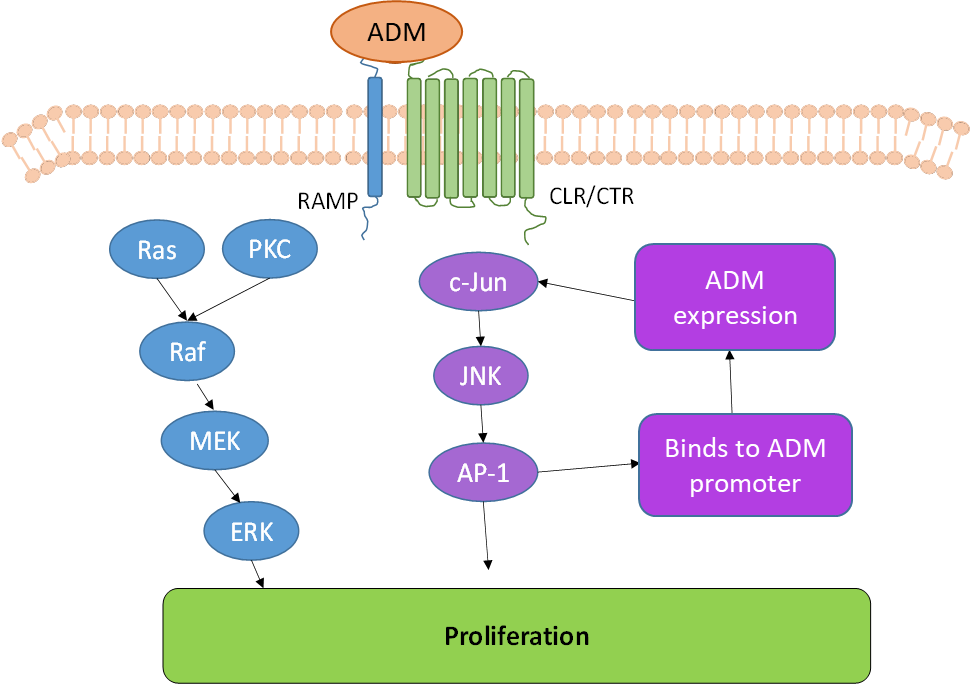 ADM
RAMP
CLR/CTR
Ras
PKC
Raf
MEK
ERK
c-Jun
JNK
AP-1
ADM
expression
Binds to ADM
promoter
Proliferation